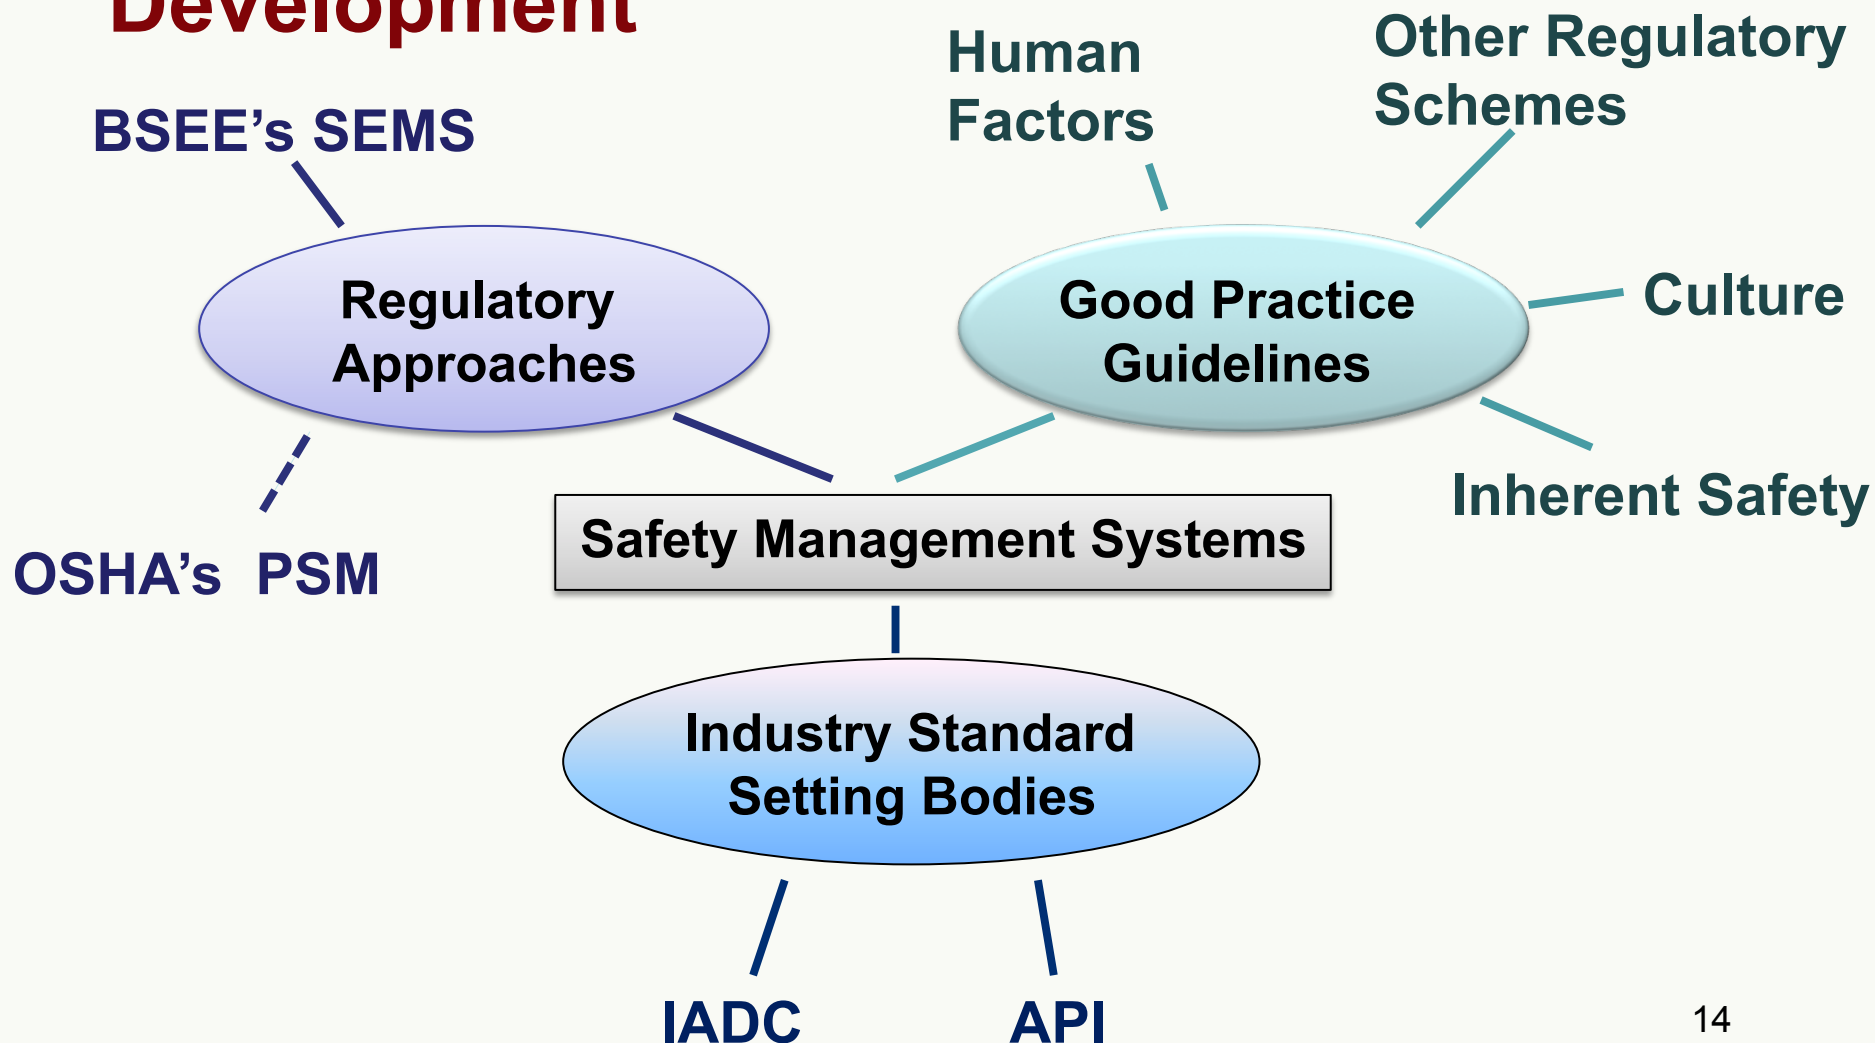 Development
Human
Factors
Other Regulatory
Schemes
BSEE’s SEMS
Regulatory
Approaches
Good Practice
Guidelines
Culture
Inherent Safety
Safety Management Systems
OSHA’s  PSM
Industry Standard
Setting Bodies
IADC
API
14